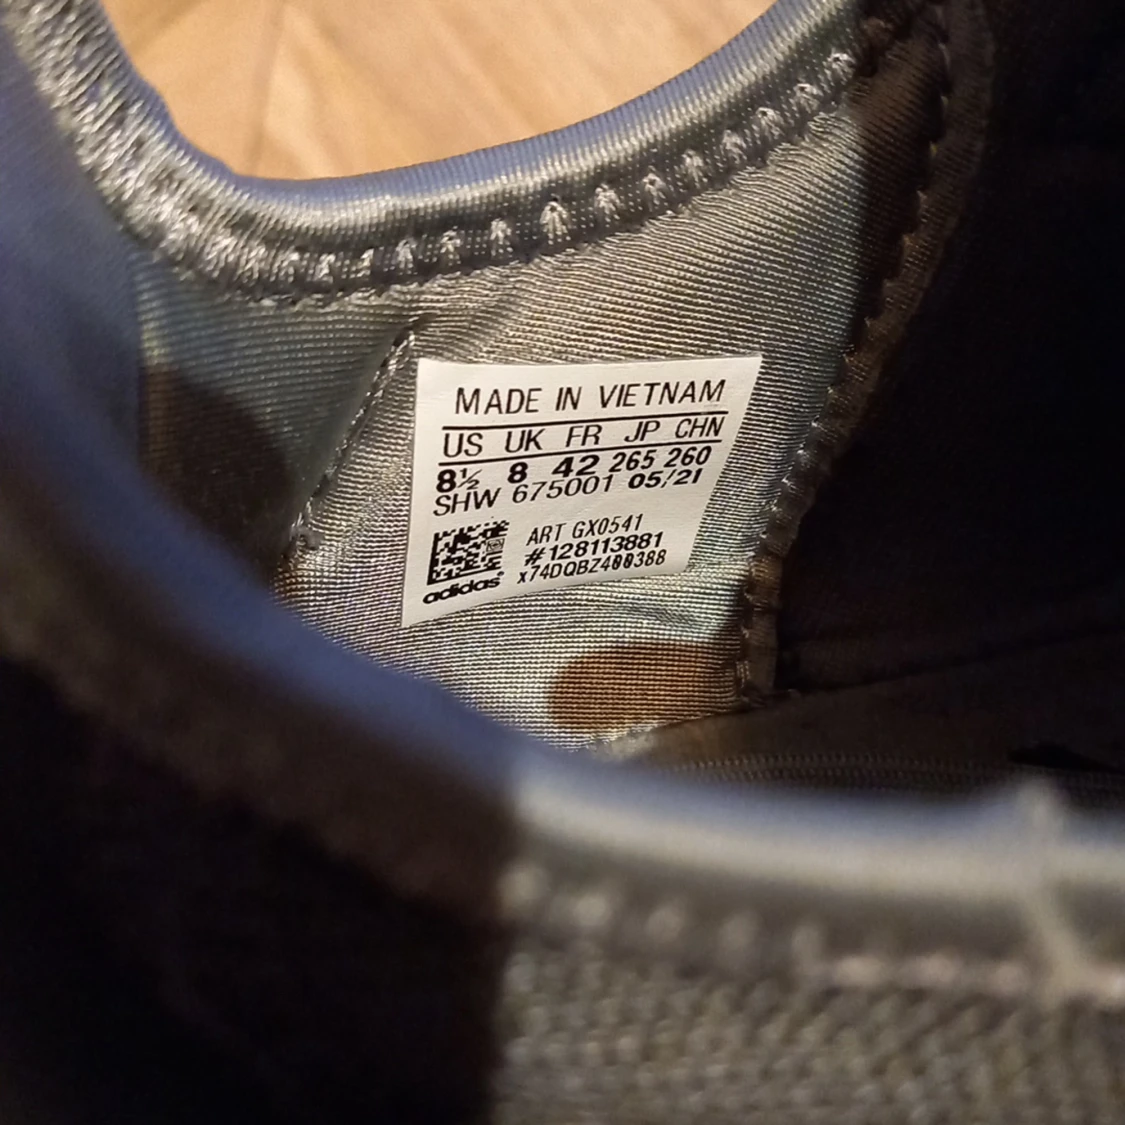 MADE IN VIETNAM
US UK FR JP CHN
8½ 8 42 265 260
SHW 675001 05/21
ART GX0541
#128113881
x74DQBZ400388
adidas